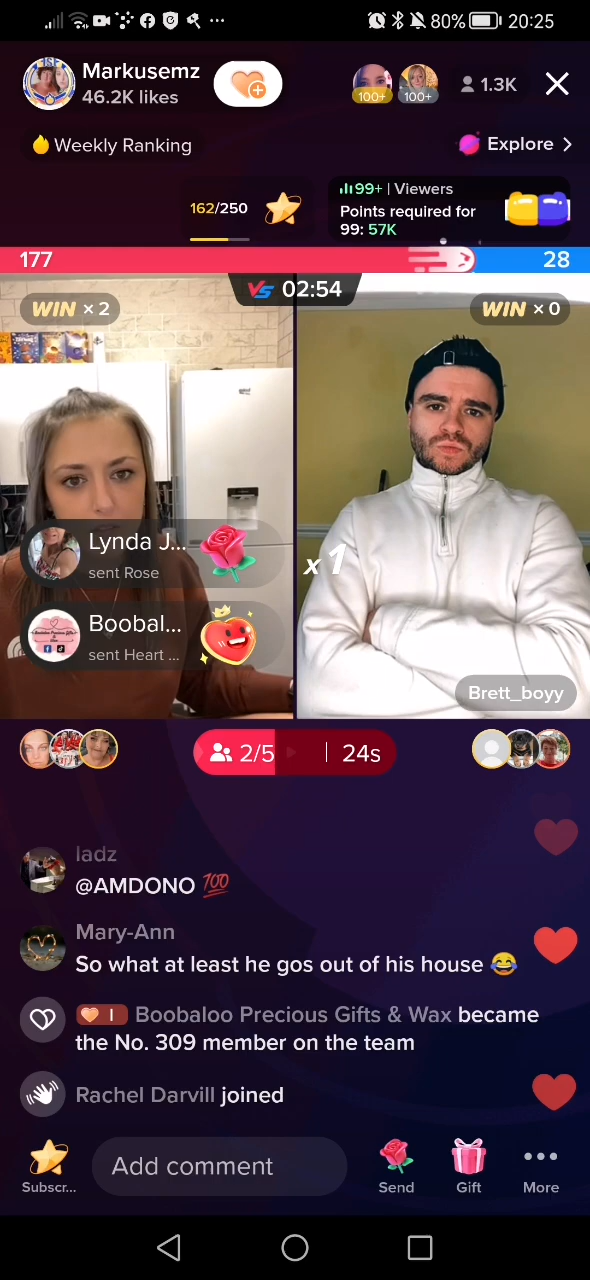 80% 20:25
Markusemz
46.2K likes
100+ 100+
1.3K
Weekly Ranking
Explore >
162/250
99+ | Viewers
Points required for
99: 57K
177
28
VS 02:54
WIN × 2
WIN × 0
Lynda J...
sent Rose
x 1
Boobal...
sent Heart ...
Brett_boyy
2/5
24s
ladz
@AMDONO 💯
Mary-Ann
So what at least he gos out of his house 😂
I Boobaloo Precious Gifts & Wax became
the No. 309 member on the team
Rachel Darvill joined
Add comment
Subscr...
Send
Gift
More